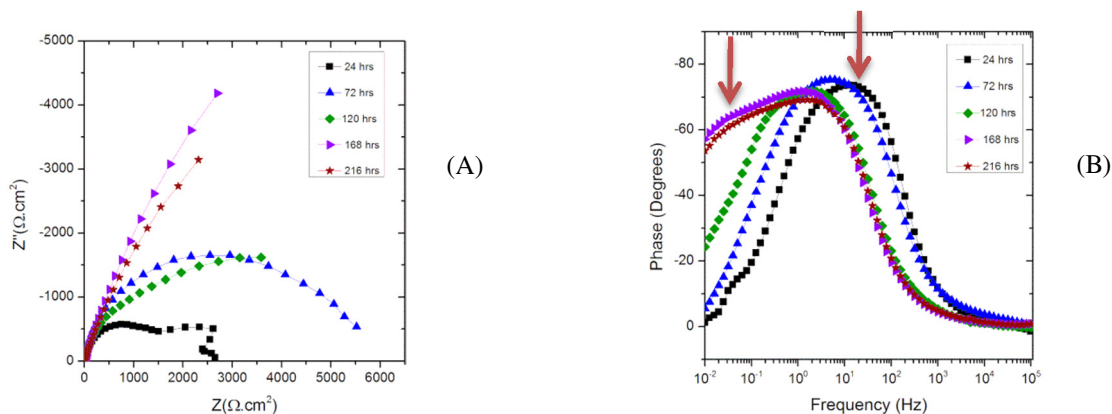 -5000
-4000
-3000
-2000
-1000
0
Z"(Ω.cm²)
0 1000 2000 3000 4000 5000 6000
Z(Ω.cm²)
24 hrs
72 hrs
120 hrs
168 hrs
216 hrs
(A)
-80
-60
-40
-20
0
Phase (Degrees)
10⁻² 10⁻¹ 10⁰ 10¹ 10² 10³ 10⁴ 10⁵
Frequency (Hz)
24 hrs
72 hrs
120 hrs
168 hrs
216 hrs
(B)